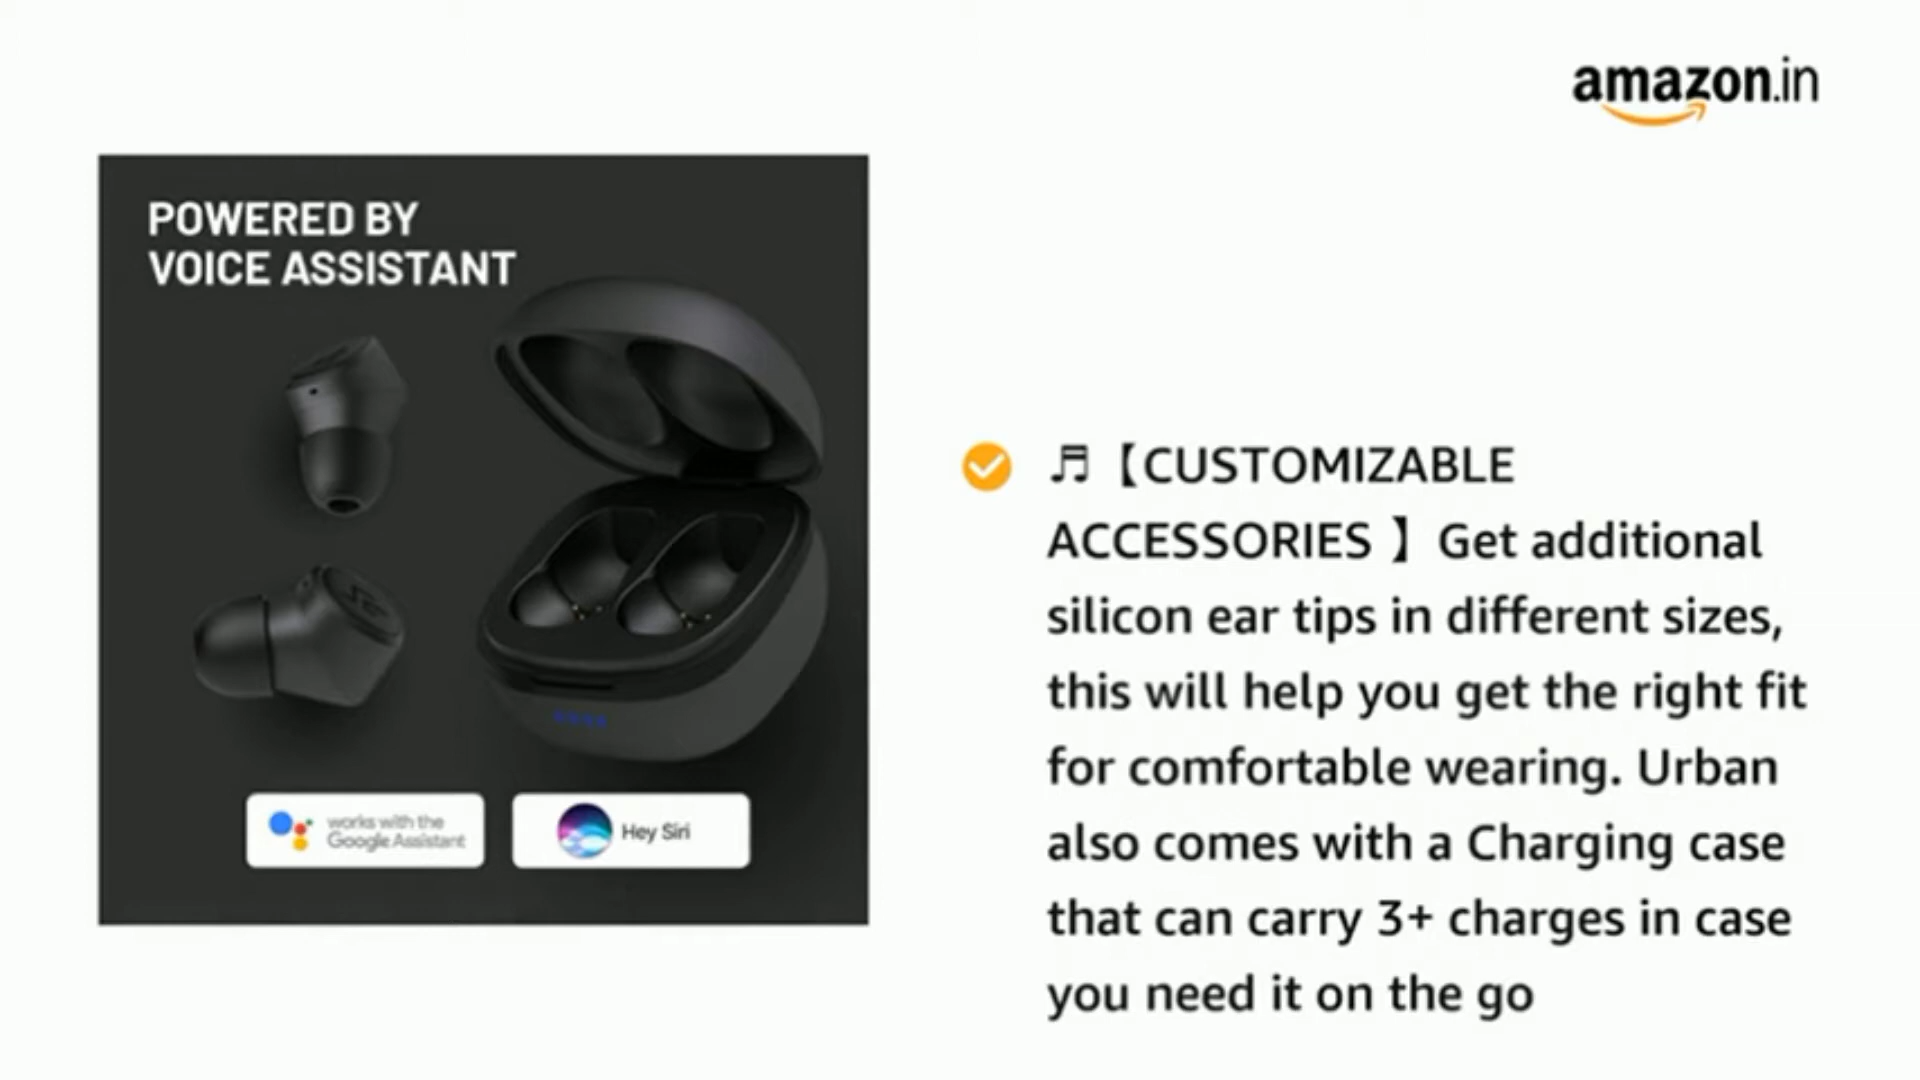 amazon.in
POWERED BY
VOICE ASSISTANT
works with the
Google Assistant
Hey Siri
♬【CUSTOMIZABLE
ACCESSORIES 】Get additional
silicon ear tips in different sizes,
this will help you get the right fit
for comfortable wearing. Urban
also comes with a Charging case
that can carry 3+ charges in case
you need it on the go